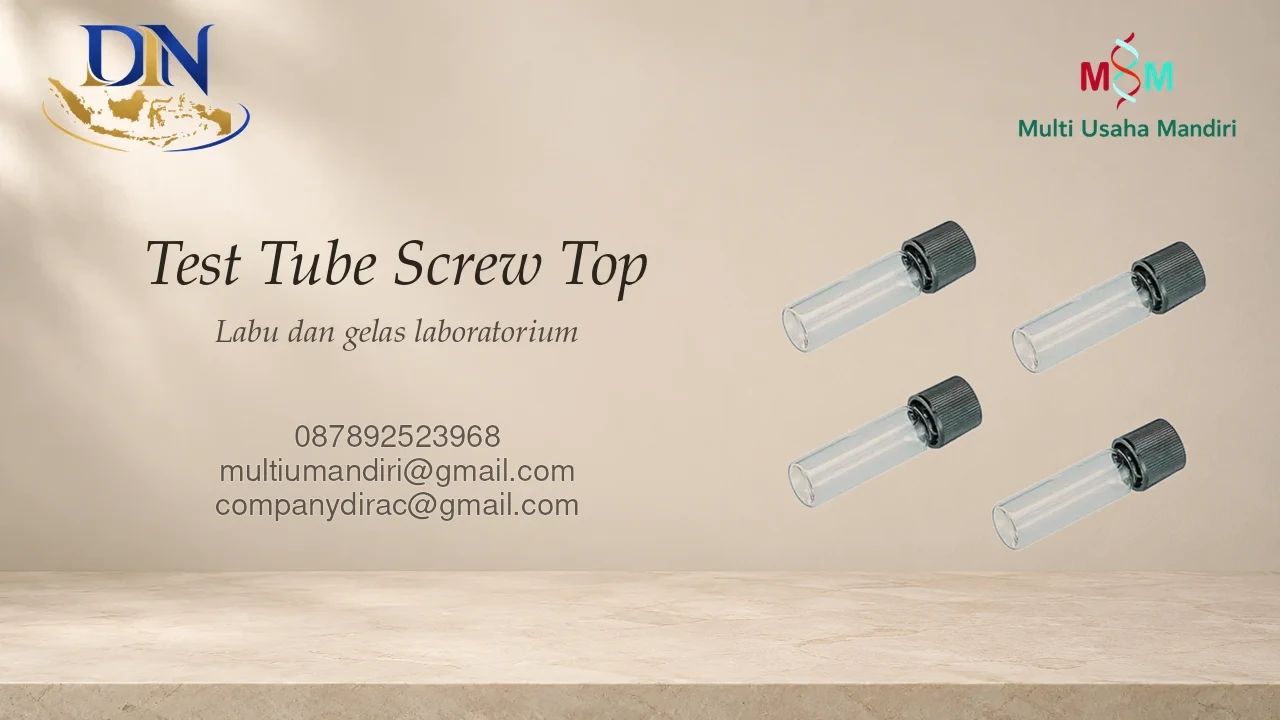 DIN
MSM
Multi Usaha Mandiri
Test Tube Screw Top
Labu dan gelas laboratorium
087892523968
multiumandiri@gmail.com
companydirac@gmail.com